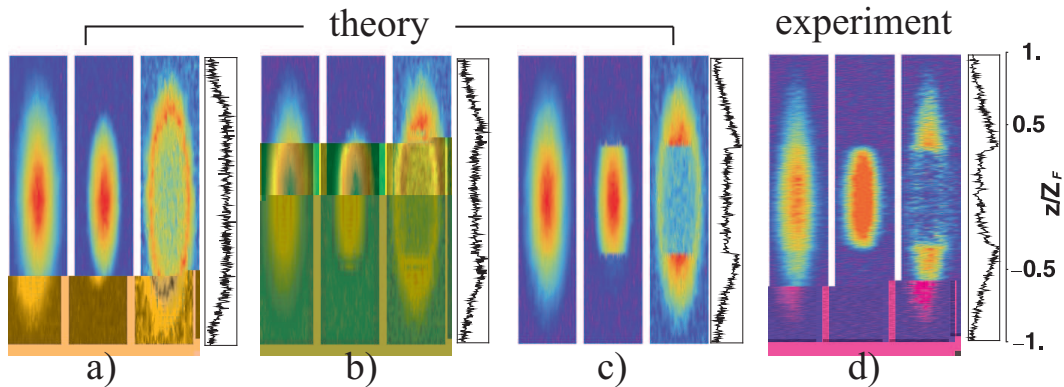 theory
experiment
1.
0.5
z/Z_F
−0.5
−1.
a)
b)
c)
d)